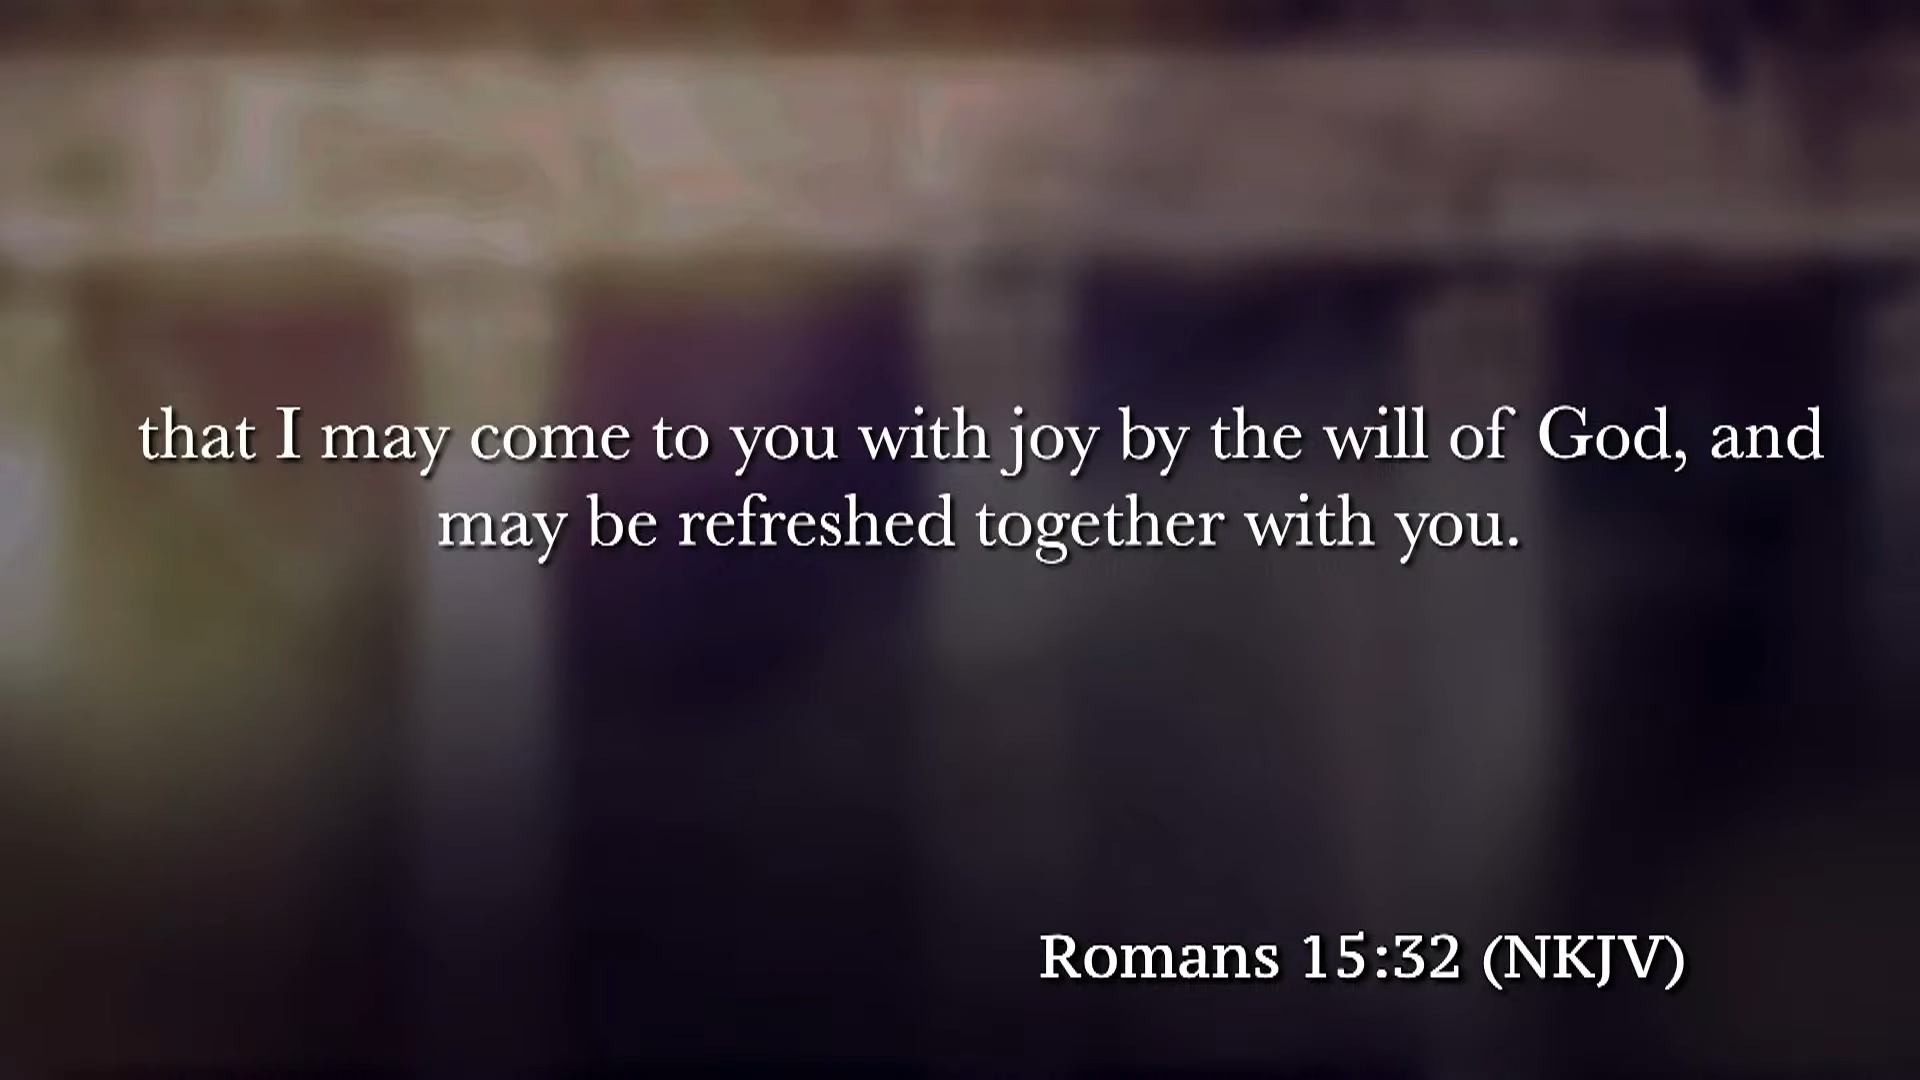 that I may come to you with joy by the will of God, and
may be refreshed together with you.
Romans 15:32 (NKJV)